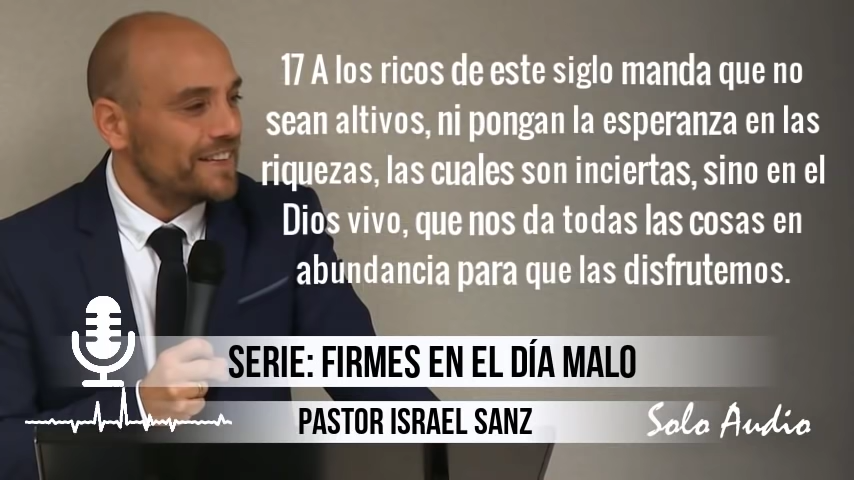 17 A los ricos de este siglo manda que no
sean altivos, ni pongan la esperanza en las
riquezas, las cuales son inciertas, sino en el
Dios vivo, que nos da todas las cosas en
abundancia para que las disfrutemos.
SERIE: FIRMES EN EL DÍA MALO
PASTOR ISRAEL SANZ
Solo Audio